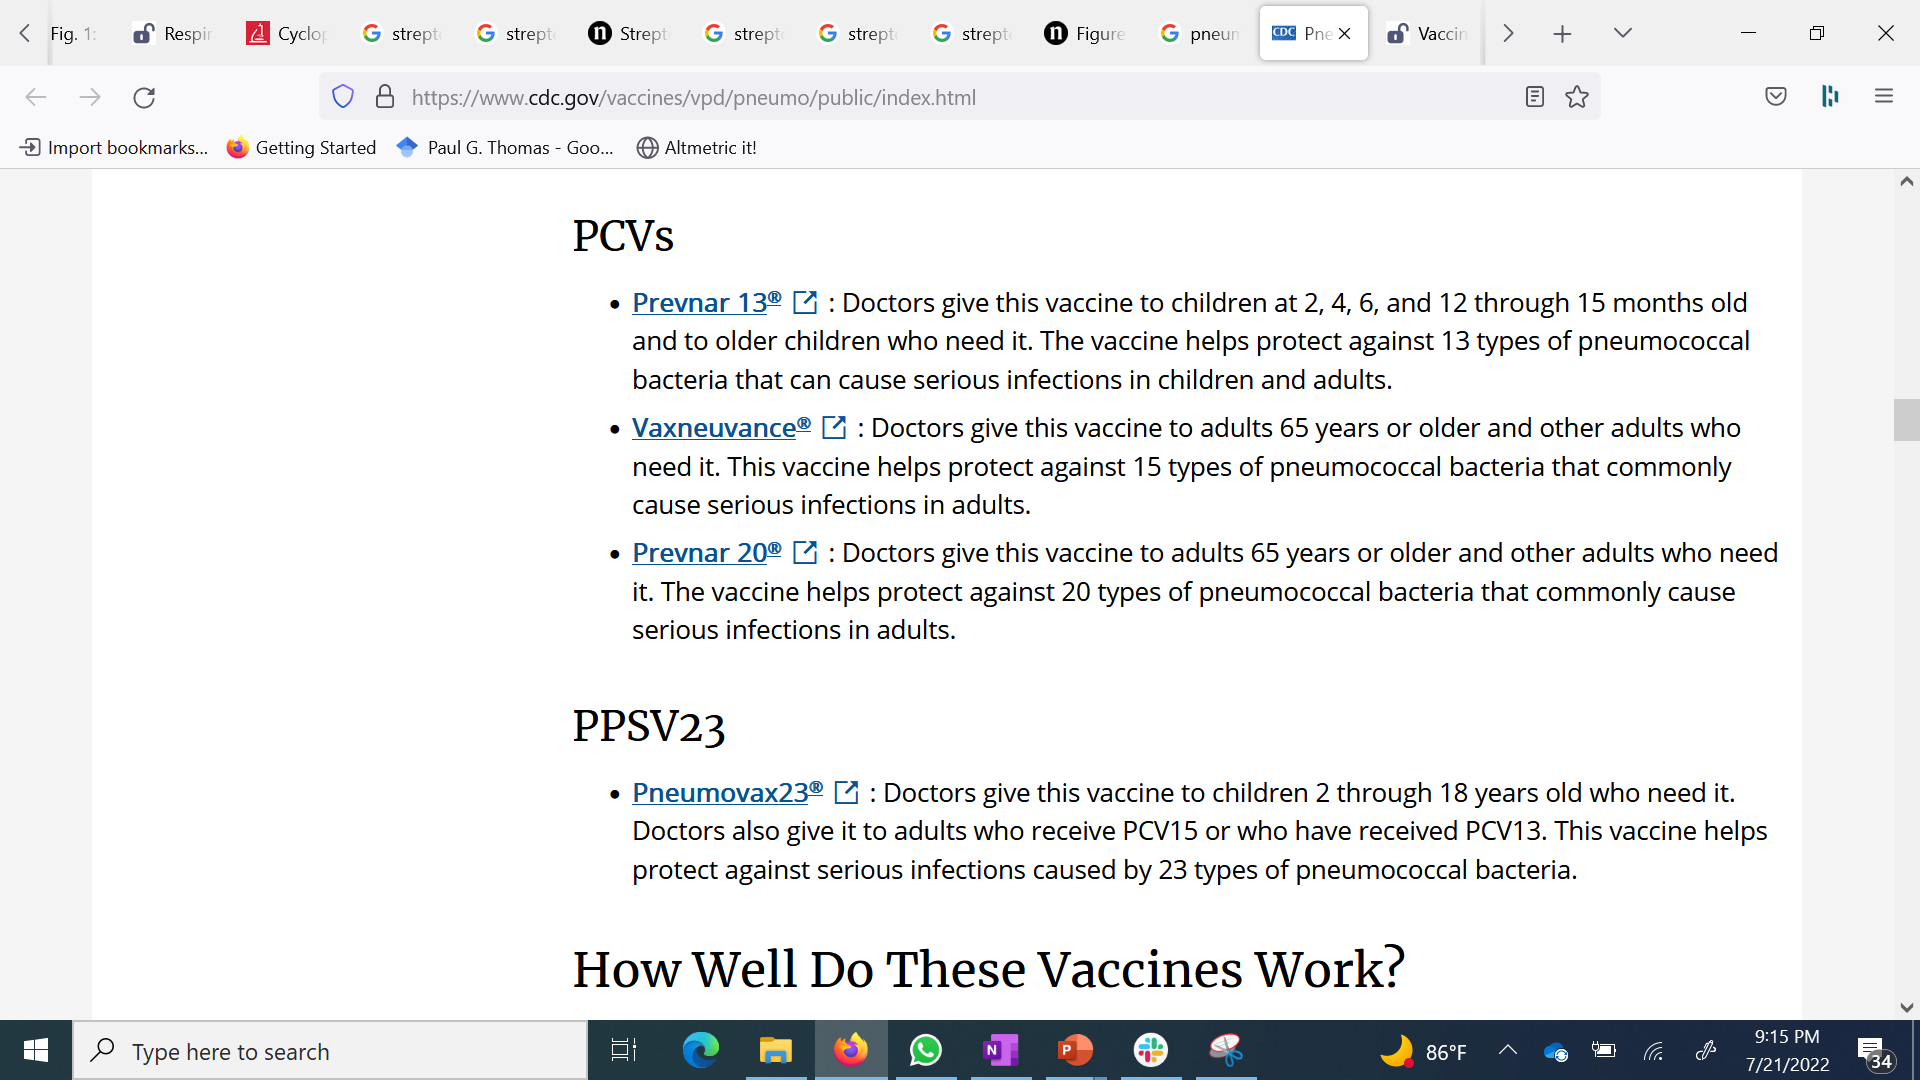 Fig. 1:
Respir
Cyclop
strept
strept
Strept
strept
strept
strept
Figure
pneum
CDC
Pne
Vaccin
https://www.cdc.gov/vaccines/vpd/pneumo/public/index.html
Import bookmarks...
Getting Started
Paul G. Thomas - Goo...
Altmetric it!
PCVs
• Prevnar 13® : Doctors give this vaccine to children at 2, 4, 6, and 12 through 15 months old
and to older children who need it. The vaccine helps protect against 13 types of pneumococcal
bacteria that can cause serious infections in children and adults.
• Vaxneuvance® : Doctors give this vaccine to adults 65 years or older and other adults who
need it. This vaccine helps protect against 15 types of pneumococcal bacteria that commonly
cause serious infections in adults.
• Prevnar 20® : Doctors give this vaccine to adults 65 years or older and other adults who need
it. The vaccine helps protect against 20 types of pneumococcal bacteria that commonly cause
serious infections in adults.
PPSV23
• Pneumovax23® : Doctors give this vaccine to children 2 through 18 years old who need it.
Doctors also give it to adults who receive PCV15 or who have received PCV13. This vaccine helps
protect against serious infections caused by 23 types of pneumococcal bacteria.
How Well Do These Vaccines Work?
Type here to search
86°F
9:15 PM
7/21/2022
34